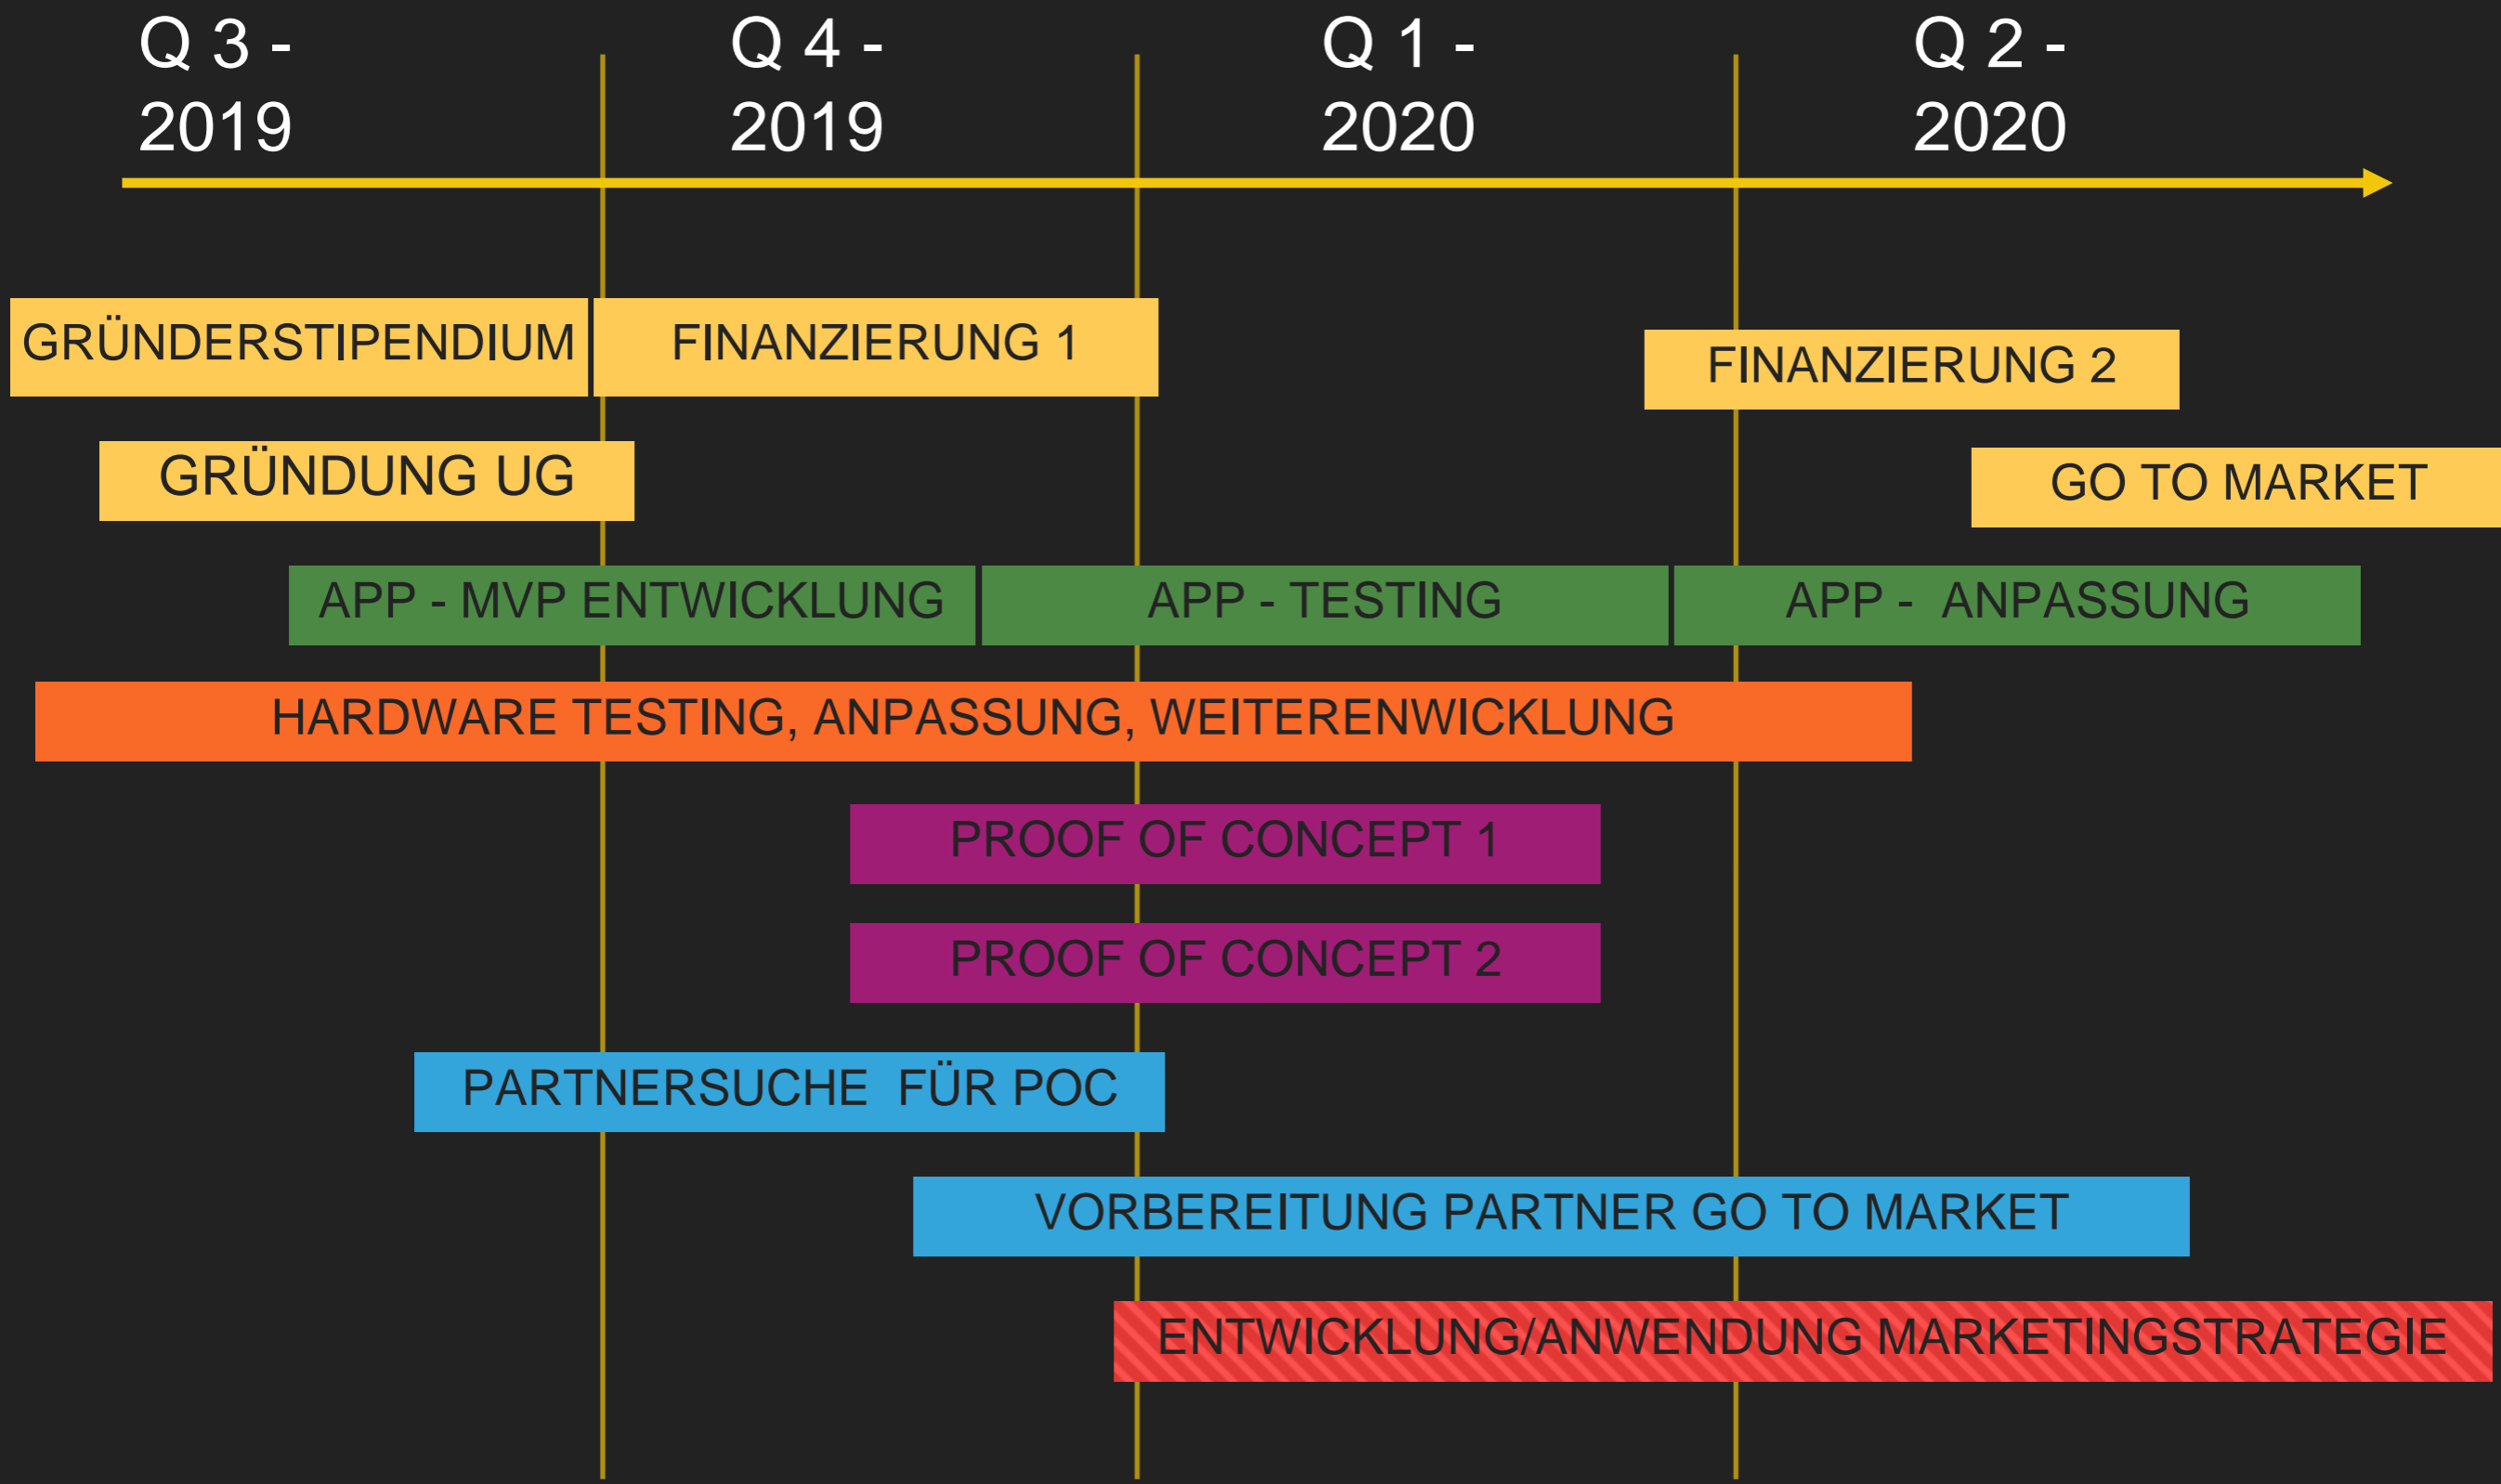 Q 3 -
2019
Q 4 -
2019
Q 1 -
2020
Q 2 -
2020
GRÜNDERSTIPENDIUM
FINANZIERUNG 1
FINANZIERUNG 2
GRÜNDUNG UG
GO TO MARKET
APP - MVP ENTWICKLUNG
APP - TESTING
APP -  ANPASSUNG
HARDWARE TESTING, ANPASSUNG, WEITERENWICKLUNG
PROOF OF CONCEPT 1
PROOF OF CONCEPT 2
PARTNERSUCHE  FÜR POC
VORBEREITUNG PARTNER GO TO MARKET
ENTWICKLUNG/ANWENDUNG MARKETINGSTRATEGIE